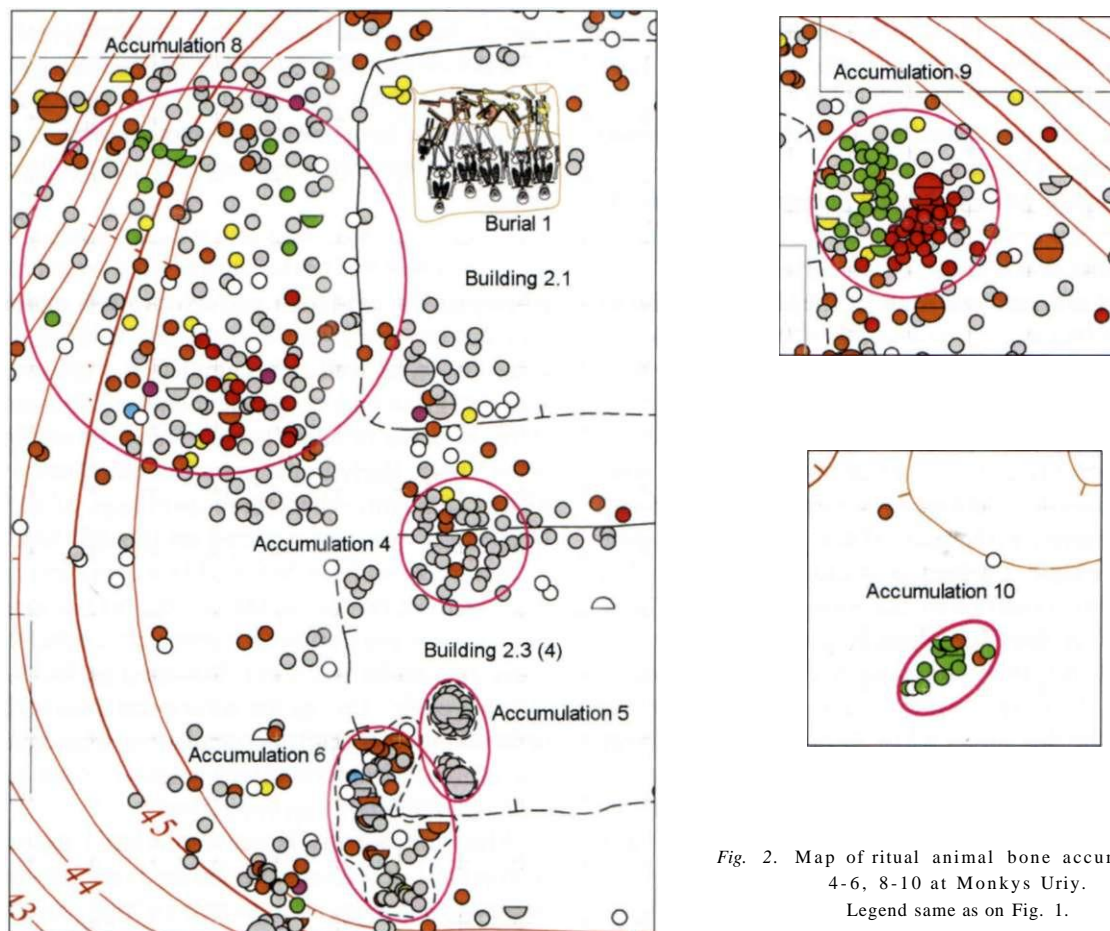 Accumulation 8
Burial 1
Building 2.1
Accumulation 4
Building 2.3 (4)
Accumulation 5
Accumulation 6
45
44
43
Accumulation 9
Accumulation 10
Fig. 2. Map of ritual animal bone accum
4-6, 8-10 at Monkys Uriy.
Legend same as on Fig. 1.